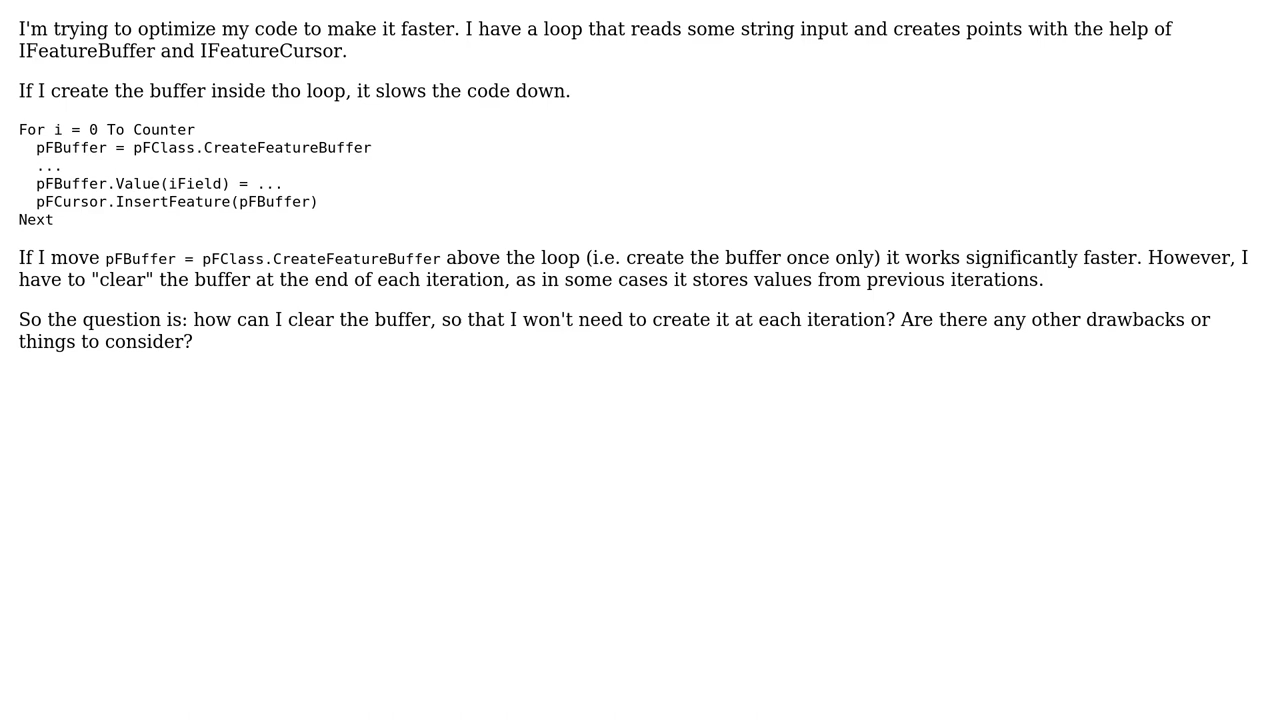 I'm trying to optimize my code to make it faster. I have a loop that reads some string input and creates points with the help of
IFeatureBuffer and IFeatureCursor.
If I create the buffer inside tho loop, it slows the code down.
For i = 0 To Counter
  pFBuffer = pFClass.CreateFeatureBuffer
  ...
  pFBuffer.Value(iField) = ...
  pFCursor.InsertFeature(pFBuffer)
Next
If I move pFBuffer = pFClass.CreateFeatureBuffer above the loop (i.e. create the buffer once only) it works significantly faster. However, I
have to "clear" the buffer at the end of each iteration, as in some cases it stores values from previous iterations.
So the question is: how can I clear the buffer, so that I won't need to create it at each iteration? Are there any other drawbacks or
things to consider?